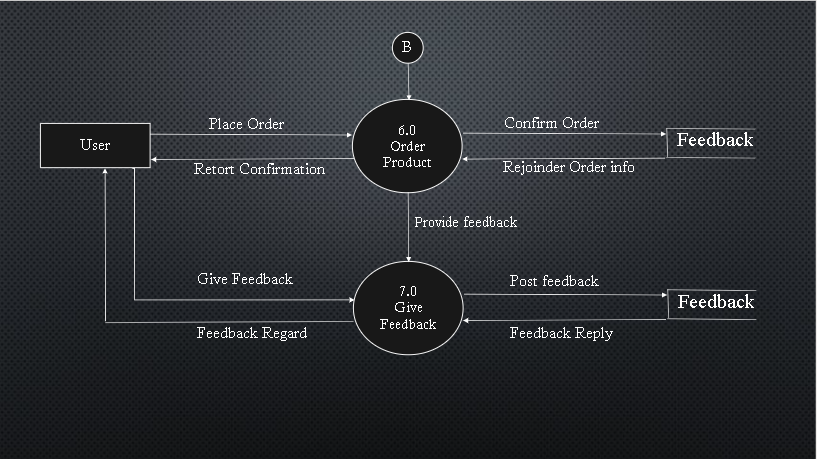 B
Place Order
Confirm Order
User
6.0
Order
Product
Feedback
Retort Confirmation
Rejoinder Order info
Provide feedback
Give Feedback
Post feedback
7.0
Give
Feedback
Feedback
Feedback Regard
Feedback Reply